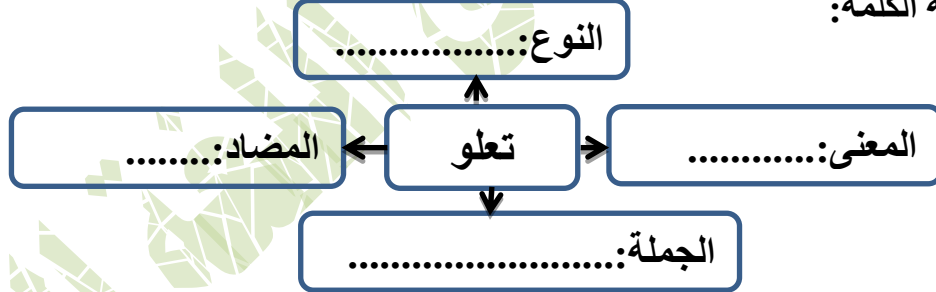 الكلمة:
النوع:..................
المعنى:............
تعلو
المضاد:........
الجملة:.........................